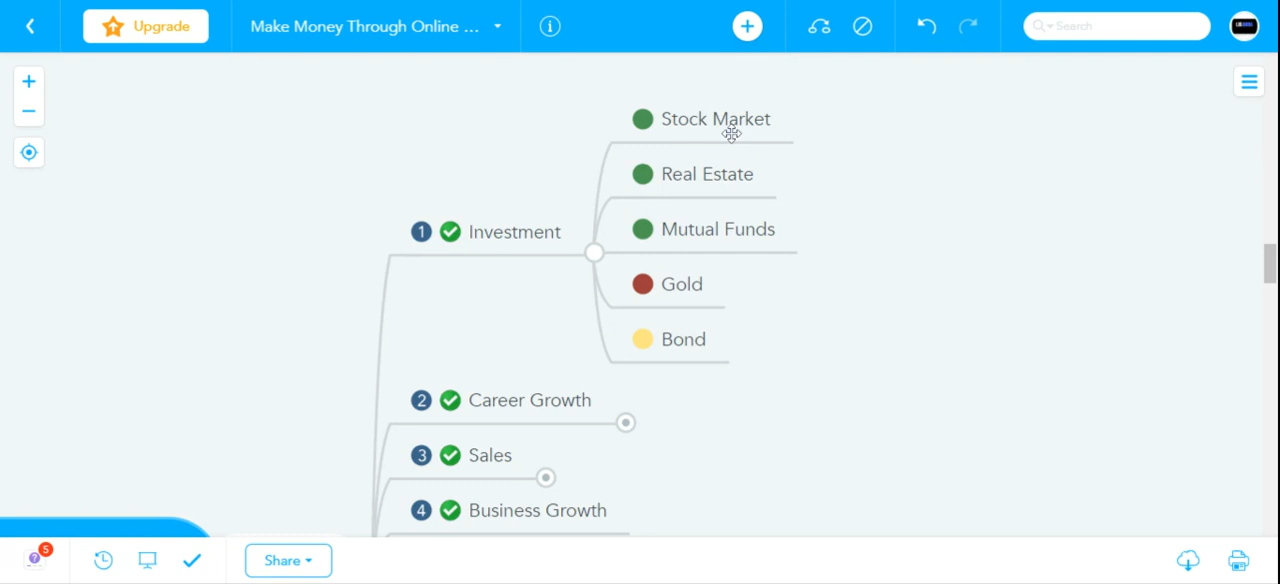 Upgrade
Make Money Through Online ...
Search
Stock Market
Real Estate
Mutual Funds
1 Investment
Gold
Bond
2 Career Growth
3 Sales
4 Business Growth
? 5
Share